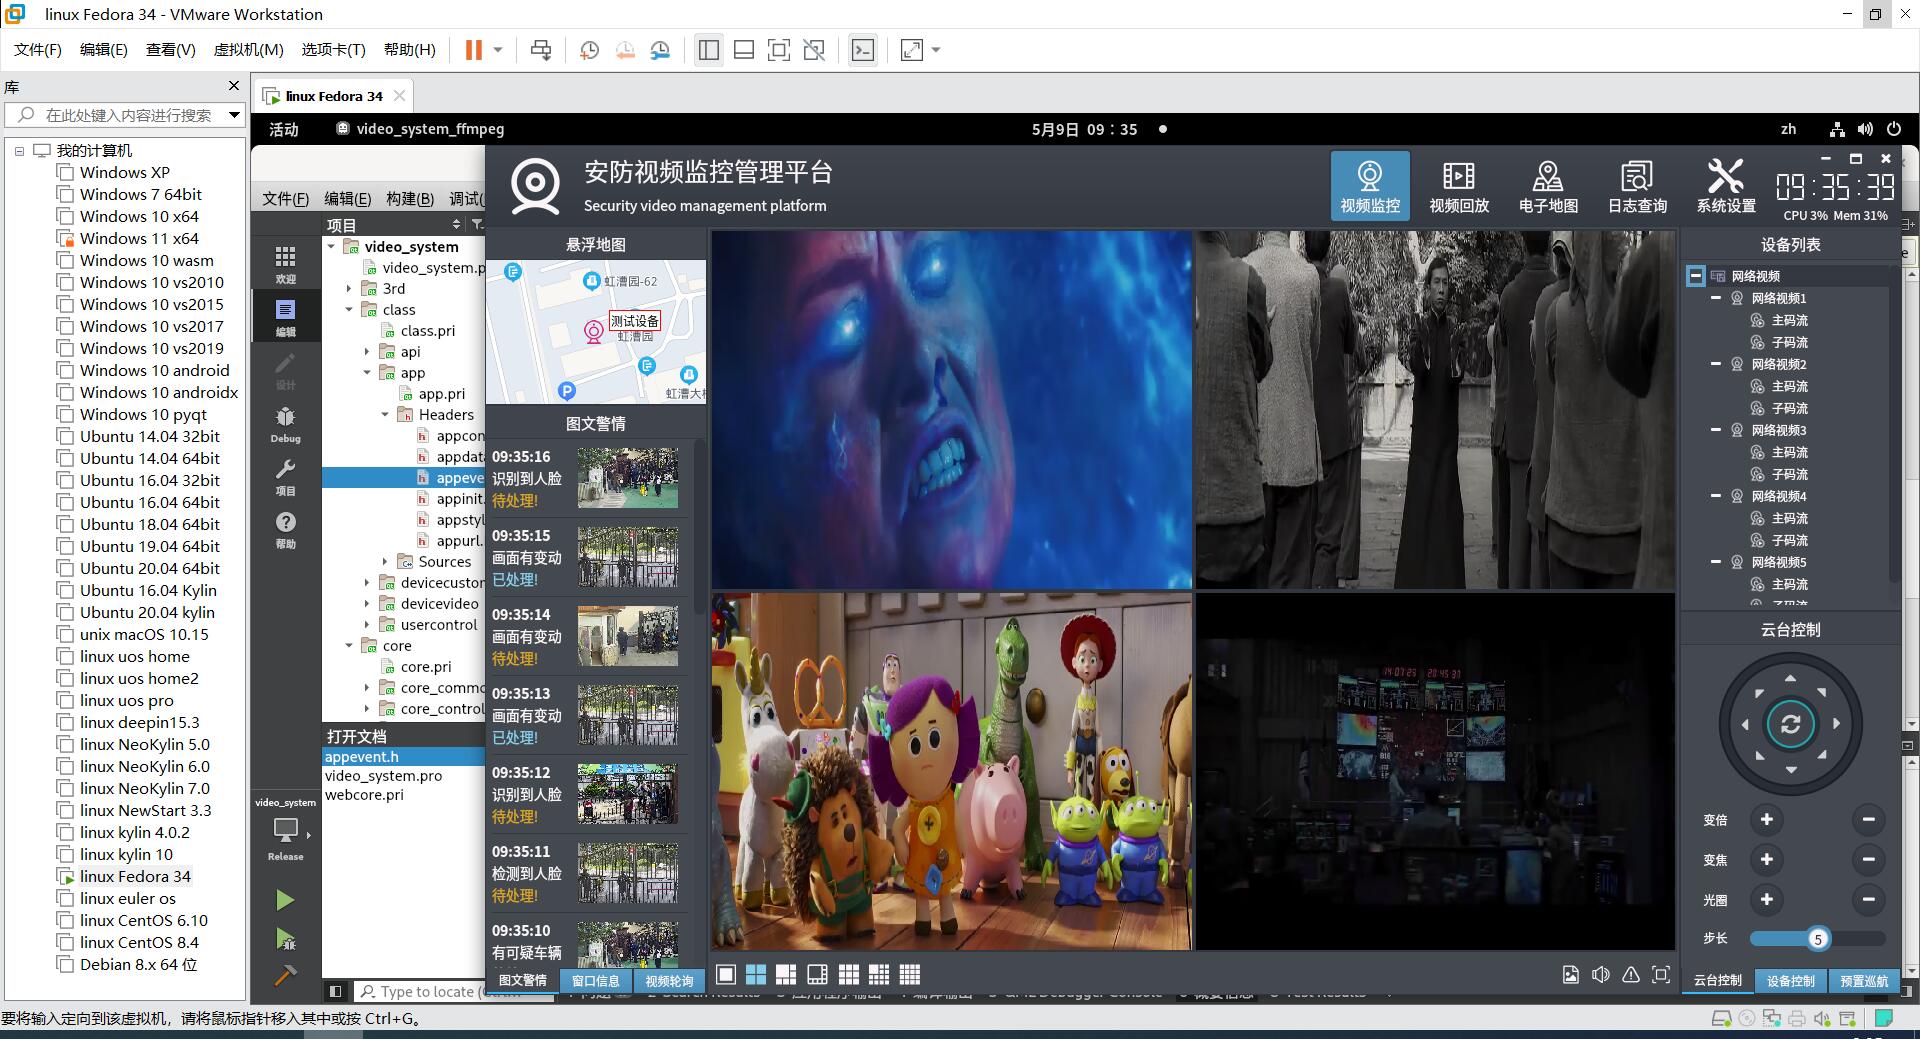 linux Fedora 34 - VMware Workstation
文件(F) 编辑(E) 查看(V) 虚拟机(M) 选项卡(T) 帮助(H)
库
在此处键入内容进行搜索
我的计算机
Windows XP
Windows 7 64bit
Windows 10 x64
Windows 11 x64
Windows 10 wasm
Windows 10 vs2010
Windows 10 vs2015
Windows 10 vs2017
Windows 10 vs2019
Windows 10 android
Windows 10 androidx
Windows 10 pyqt
Ubuntu 14.04 32bit
Ubuntu 14.04 64bit
Ubuntu 16.04 32bit
Ubuntu 16.04 64bit
Ubuntu 18.04 64bit
Ubuntu 19.04 64bit
Ubuntu 20.04 64bit
Ubuntu 16.04 Kylin
Ubuntu 20.04 kylin
unix macOS 10.15
linux uos home
linux uos home2
linux uos pro
linux deepin15.3
linux NeoKylin 5.0
linux NeoKylin 6.0
linux NeoKylin 7.0
linux NewStart 3.3
linux kylin 4.0.2
linux kylin 10
linux Fedora 34
linux euler os
linux CentOS 6.10
linux CentOS 8.4
Debian 8.x 64 位
linux Fedora 34
活动 video_system_ffmpeg 5月9日 09：35 zh
文件(F) 编辑(E) 构建(B) 调试(
欢迎
编辑
设计
Debug
项目
帮助
video_system
Release
项目
video_system
video_system.p
3rd
class
class.pri
api
app
app.pri
Headers
appcon
appdat
appeve
appinit.
appstyl
appurl.
Sources
devicecustom
devicevideo
usercontrol
core
core.pri
core_commo
core_control
打开文档
appevent.h
video_system.pro
webcore.pri
Type to locate (
安防视频监控管理平台
Security video management platform
视频监控 视频回放 电子地图 日志查询 系统设置
09:35:39
CPU 3% Mem 31%
悬浮地图
虹漕园-62
测试设备
虹漕园
P
虹漕大
图文警情
09:35:16
识别到人脸
待处理!
09:35:15
画面有变动
已处理!
09:35:14
画面有变动
待处理!
09:35:13
画面有变动
已处理!
09:35:12
识别到人脸
待处理!
09:35:11
检测到人脸
待处理!
09:35:10
有可疑车辆
图文警情 窗口信息 视频轮询
设备列表
网络视频
网络视频1
主码流
子码流
网络视频2
主码流
子码流
网络视频3
主码流
子码流
网络视频4
主码流
子码流
网络视频5
主码流
子码流
云台控制
变倍
变焦
光圈
步长 5
云台控制 设备控制 预置巡航
要将输入定向到该虚拟机，请将鼠标指针移入其中或按 Ctrl+G。